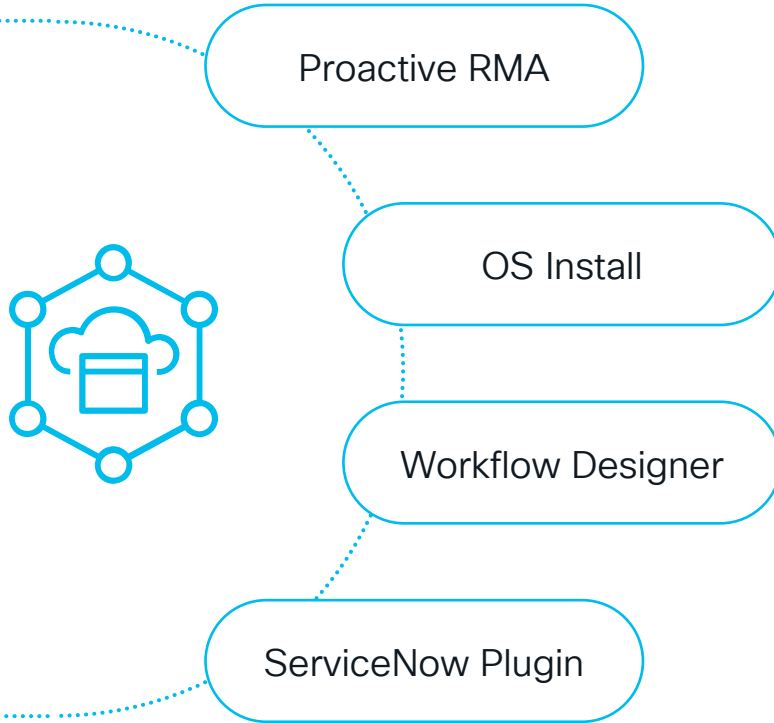 Proactive RMA
OS Install
Workflow Designer
ServiceNow Plugin